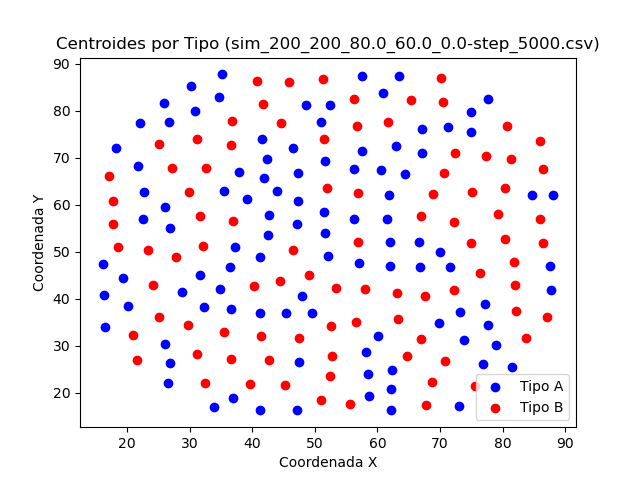 Centroides por Tipo (sim_200_200_80.0_60.0_0.0-step_5000.csv)
90
80
70
60
50
40
30
20
Coordenada Y
Tipo A
Tipo B
20 30 40 50 60 70 80 90
Coordenada X